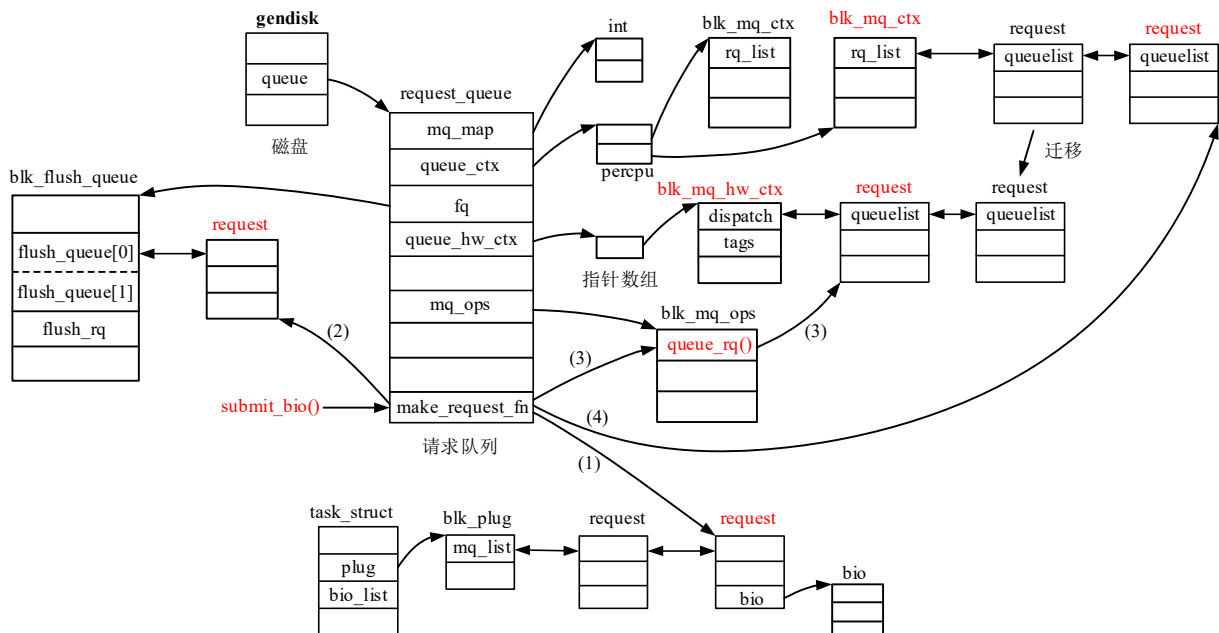 gendisk
queue
磁盘
request_queue
mq_map
queue_ctx
fq
queue_hw_ctx
mq_ops
make_request_fn
请求队列
int
percpu
blk_mq_ctx
rq_list
blk_mq_ctx
rq_list
request
queuelist
request
queuelist
迁移
blk_mq_hw_ctx
dispatch
tags
指针数组
request
queuelist
request
queuelist
blk_flush_queue
flush_queue[0]
flush_queue[1]
flush_rq
request
(2)
submit_bio()
blk_mq_ops
queue_rq()
(3)
(3)
(4)
(1)
task_struct
plug
bio_list
blk_plug
mq_list
request
request
bio
bio